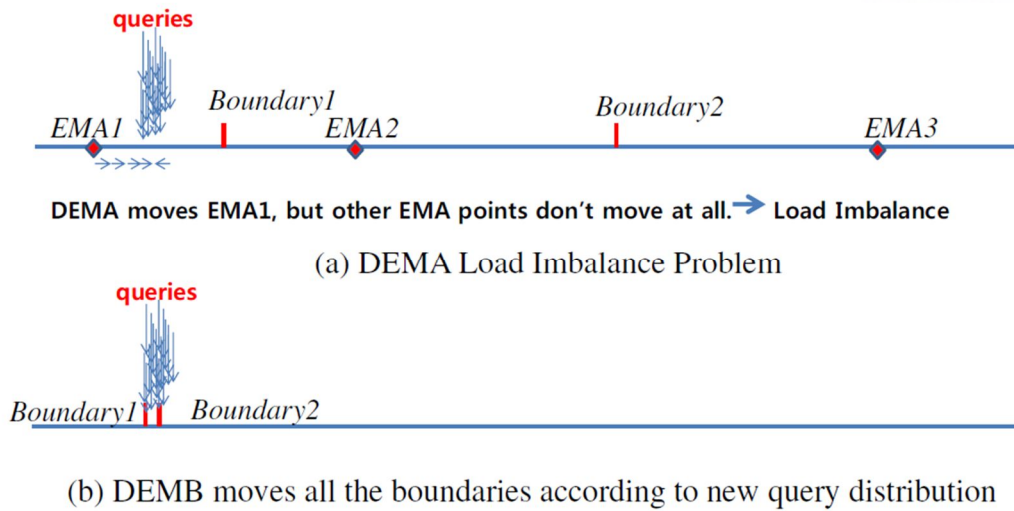 queries
Boundary1
Boundary2
EMA1
EMA2
EMA3
DEMA moves EMA1, but other EMA points don't move at all. → Load Imbalance
(a) DEMA Load Imbalance Problem
queries
Boundary1
Boundary2
(b) DEMB moves all the boundaries according to new query distribution